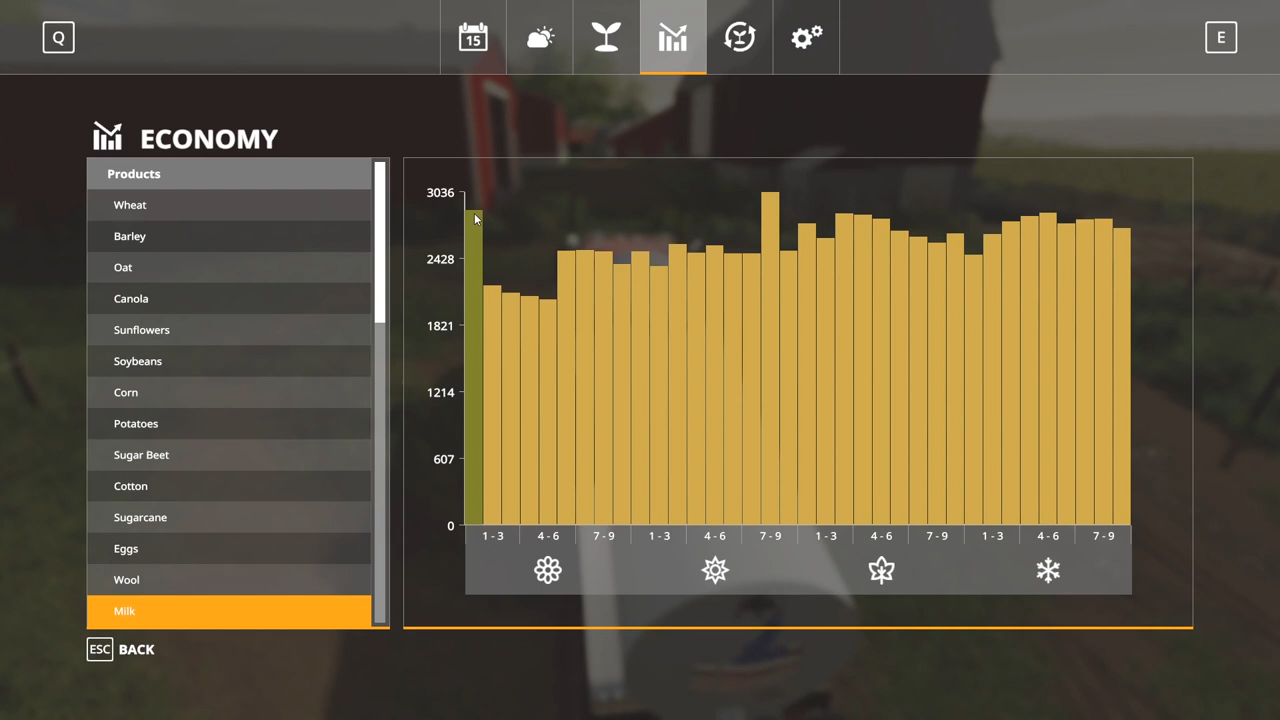 Q
15
E
ECONOMY
Products
Wheat
Barley
Oat
Canola
Sunflowers
Soybeans
Corn
Potatoes
Sugar Beet
Cotton
Sugarcane
Eggs
Wool
Milk
3036
2428
1821
1214
607
0
1 - 3 4 - 6 7 - 9 1 - 3 4 - 6 7 - 9 1 - 3 4 - 6 7 - 9 1 - 3 4 - 6 7 - 9
ESC BACK